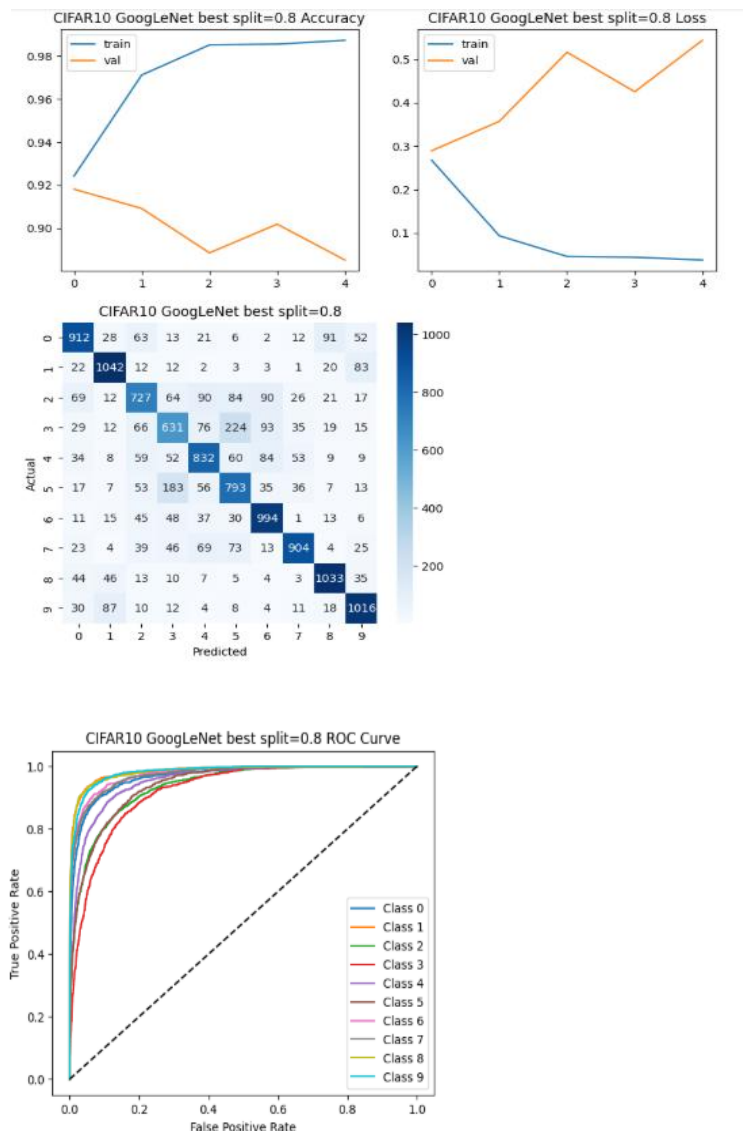 CIFAR10 GoogLeNet best split=0.8 Accuracy
train
val
0.98
0.96
0.94
0.92
0.90
0 1 2 3 4
CIFAR10 GoogLeNet best split=0.8 Loss
train
val
0.5
0.4
0.3
0.2
0.1
0 1 2 3 4
CIFAR10 GoogLeNet best split=0.8
0 912 28 63 13 21 6 2 12 91 52
1 22 1042 12 12 2 3 3 1 20 83
2 69 12 727 64 90 84 90 26 21 17
3 29 12 66 631 76 224 93 35 19 15
4 34 8 59 52 832 60 84 53 9 9
5 17 7 53 183 56 793 35 36 7 13
6 11 15 45 48 37 30 994 1 13 6
7 23 4 39 46 69 73 13 904 4 25
8 44 46 13 10 7 5 4 3 1033 35
9 30 87 10 12 4 8 4 11 18 1016
0 1 2 3 4 5 6 7 8 9
Actual
Predicted
1000
800
600
400
200
CIFAR10 GoogLeNet best split=0.8 ROC Curve
True Positive Rate
1.0
0.8
0.6
0.4
0.2
0.0
Class 0
Class 1
Class 2
Class 3
Class 4
Class 5
Class 6
Class 7
Class 8
Class 9
0.0 0.2 0.4 0.6 0.8 1.0
False Positive Rate